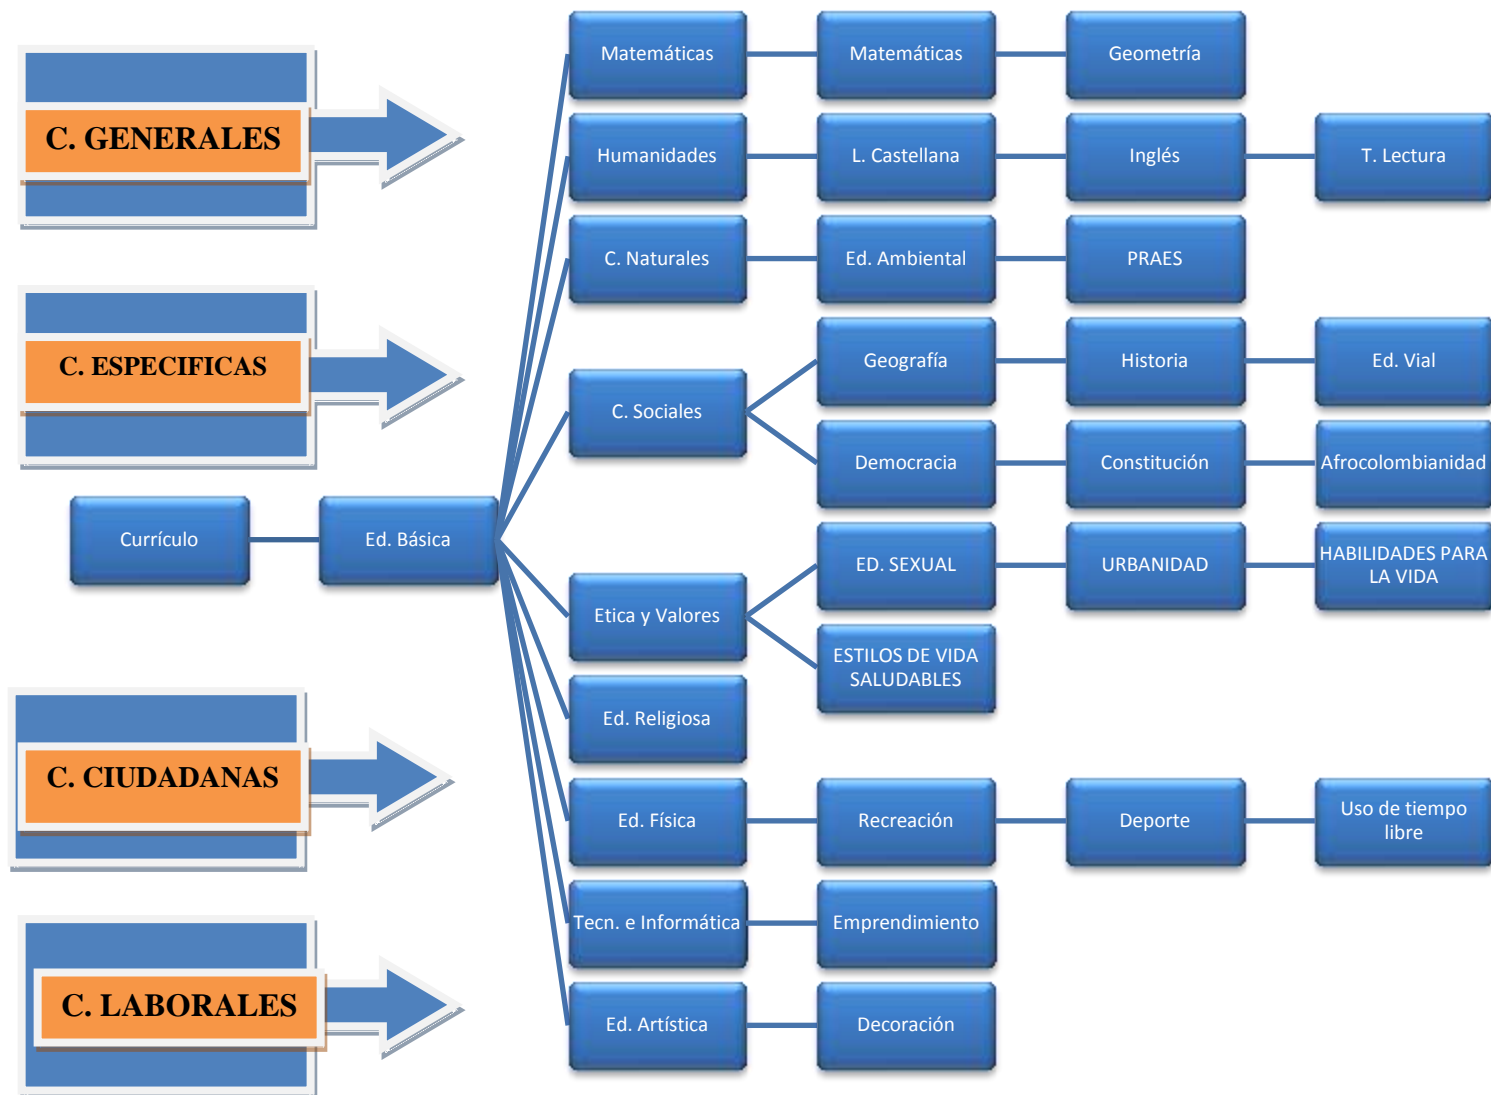 C. GENERALES
C. ESPECIFICAS
Currículo
Ed. Básica
C. CIUDADANAS
C. LABORALES
Matemáticas
Matemáticas
Geometría
Humanidades
L. Castellana
Inglés
T. Lectura
C. Naturales
Ed. Ambiental
PRAES
C. Sociales
Geografía
Historia
Ed. Vial
Democracia
Constitución
Afrocolombianidad
Etica y Valores
ED. SEXUAL
URBANIDAD
HABILIDADES PARA
LA VIDA
ESTILOS DE VIDA
SALUDABLES
Ed. Religiosa
Ed. Física
Recreación
Deporte
Uso de tiempo
libre
Tecn. e Informática
Emprendimiento
Ed. Artística
Decoración